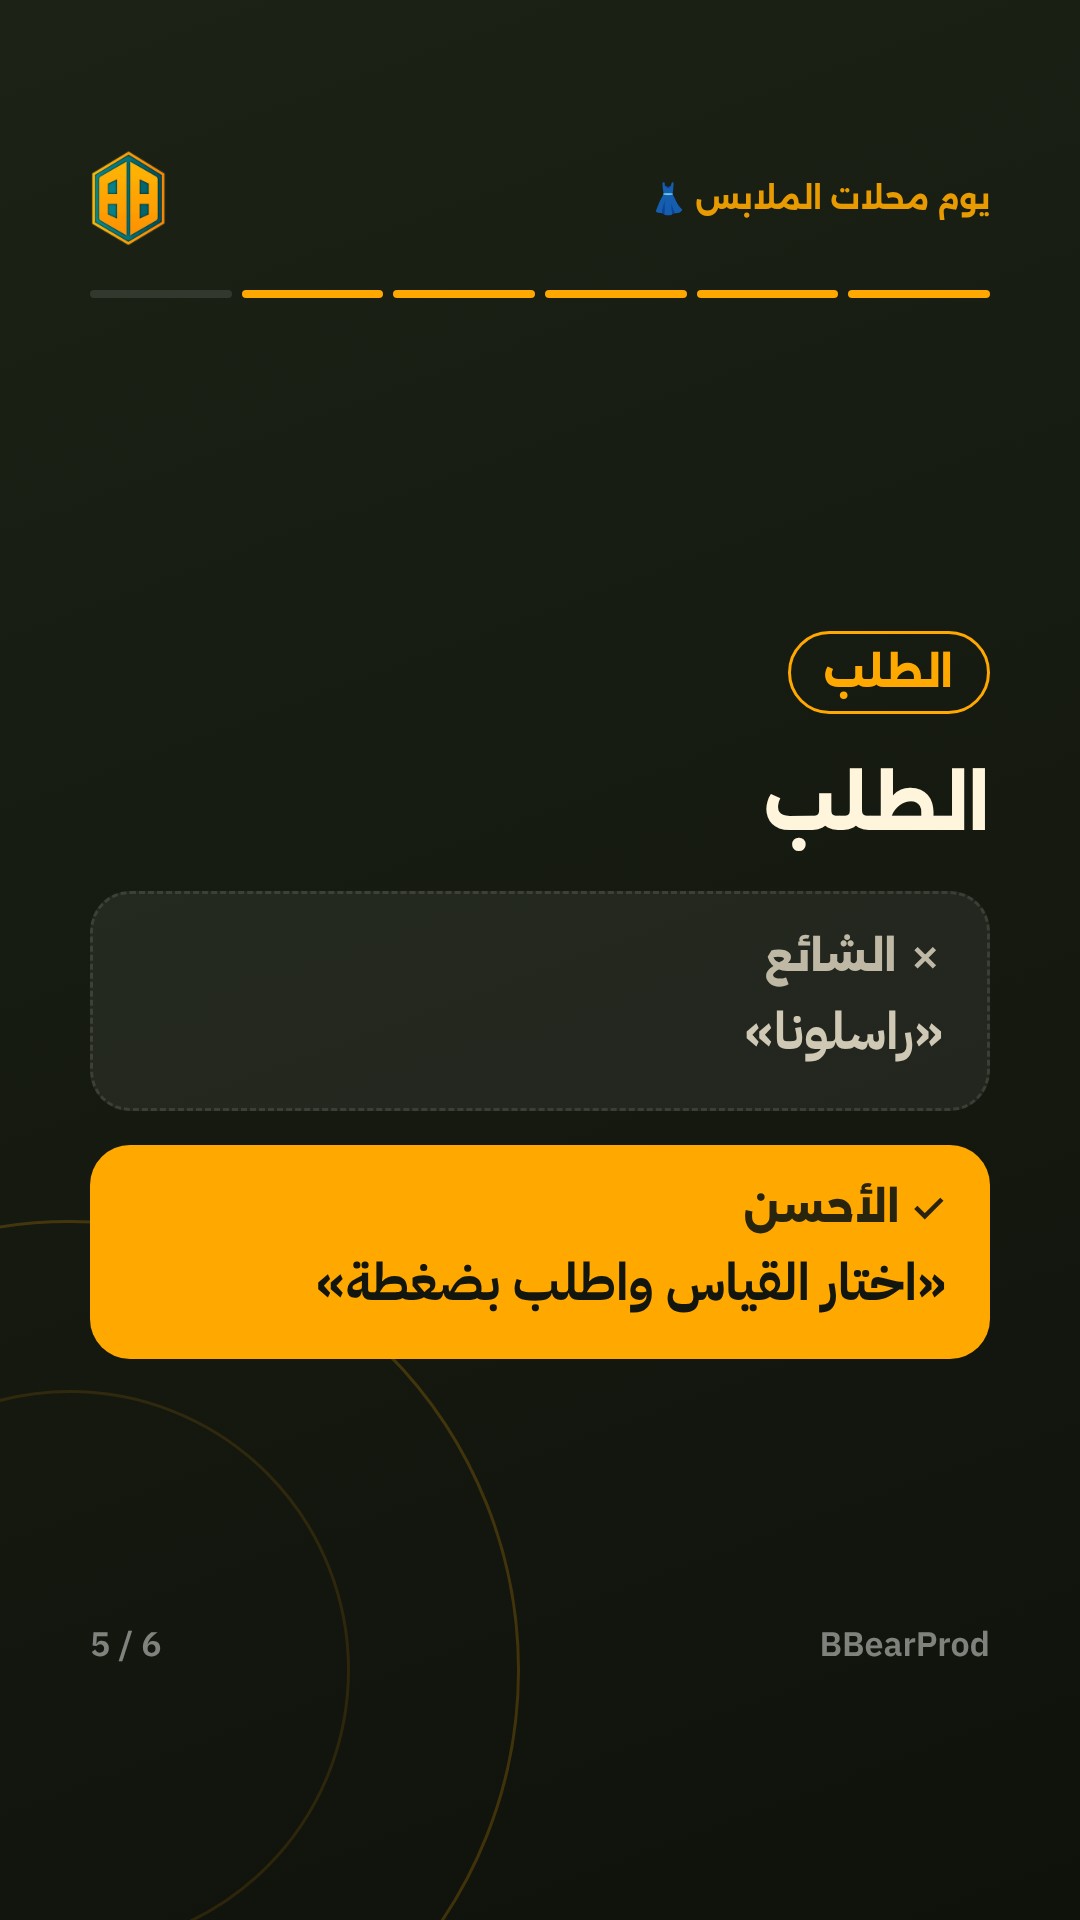 يوم محلات الملابس 👗
الطلب
الطلب
× الشائع
«راسلونا»
✓ الأحسن
«اختار القياس واطلب بضغطة»
BBearProd
5 / 6